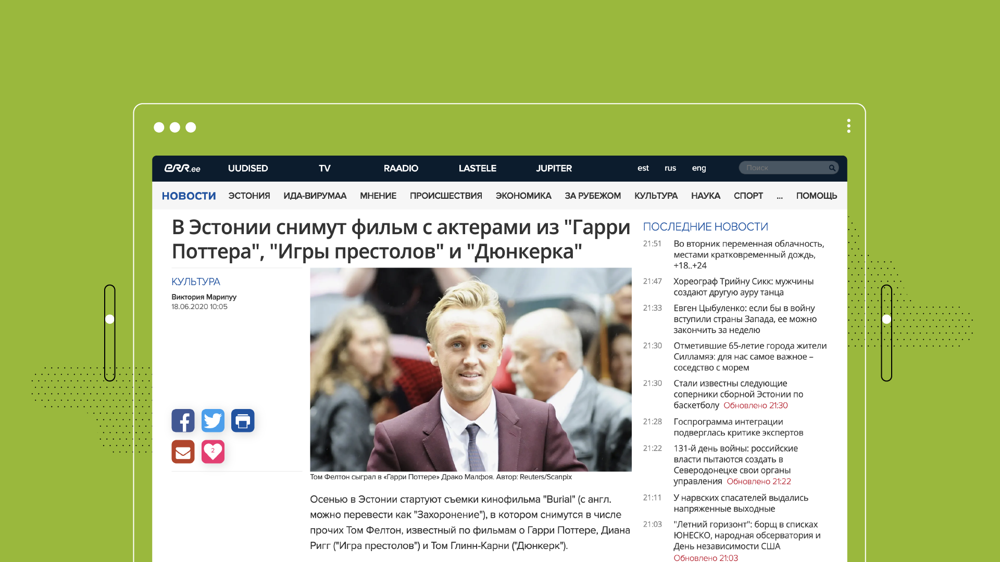 err.ee UUDISED TV RAADIO LASTELE JUPITER est rus eng Поиск
НОВОСТИ ЭСТОНИЯ ИДА-ВИРУМАА МНЕНИЕ ПРОИСШЕСТВИЯ ЭКОНОМИКА ЗА РУБЕЖОМ КУЛЬТУРА НАУКА СПОРТ ... ПОМОЩЬ
В Эстонии снимут фильм с актерами из "Гарри
Поттера", "Игры престолов" и "Дюнкерка"
КУЛЬТУРА
Виктория Марипуу
18.06.2020 10:05
2
Том Фелтон сыграл в «Гарри Поттере» Драко Малфоя. Автор: Reuters/Scanpix
Осенью в Эстонии стартуют съемки кинофильма "Burial" (с англ.
можно перевести как "Захоронение"), в котором снимутся в числе
прочих Том Фелтон, известный по фильмам о Гарри Поттере, Диана
Ригг ("Игра престолов") и Том Глинн-Карни ("Дюнкерк").
ПОСЛЕДНИЕ НОВОСТИ
21:51 Во вторник переменная облачность,
местами кратковременный дождь,
+18..+24
21:47 Хореограф Трийну Сикк: мужчины
создают другую ауру танца
21:33 Евген Цыбуленко: если бы в войну
вступили страны Запада, ее можно
закончить за неделю
21:30 Отметившие 65-летие города жители
Силламяэ: для нас самое важное –
соседство с морем
21:30 Стали известны следующие
соперники сборной Эстонии по
баскетболу Обновлено 21:30
21:28 Госпрограмма интеграции
подверглась критике экспертов
21:22 131-й день войны: российские
власти пытаются создать в
Северодонецке свои органы
управления Обновлено 21:22
21:11 У нарвских спасателей выдались
напряженные выходные
21:03 "Летний горизонт": борщ в списках
ЮНЕСКО, народная обсерватория и
День независимости США
Обновлено 21:03